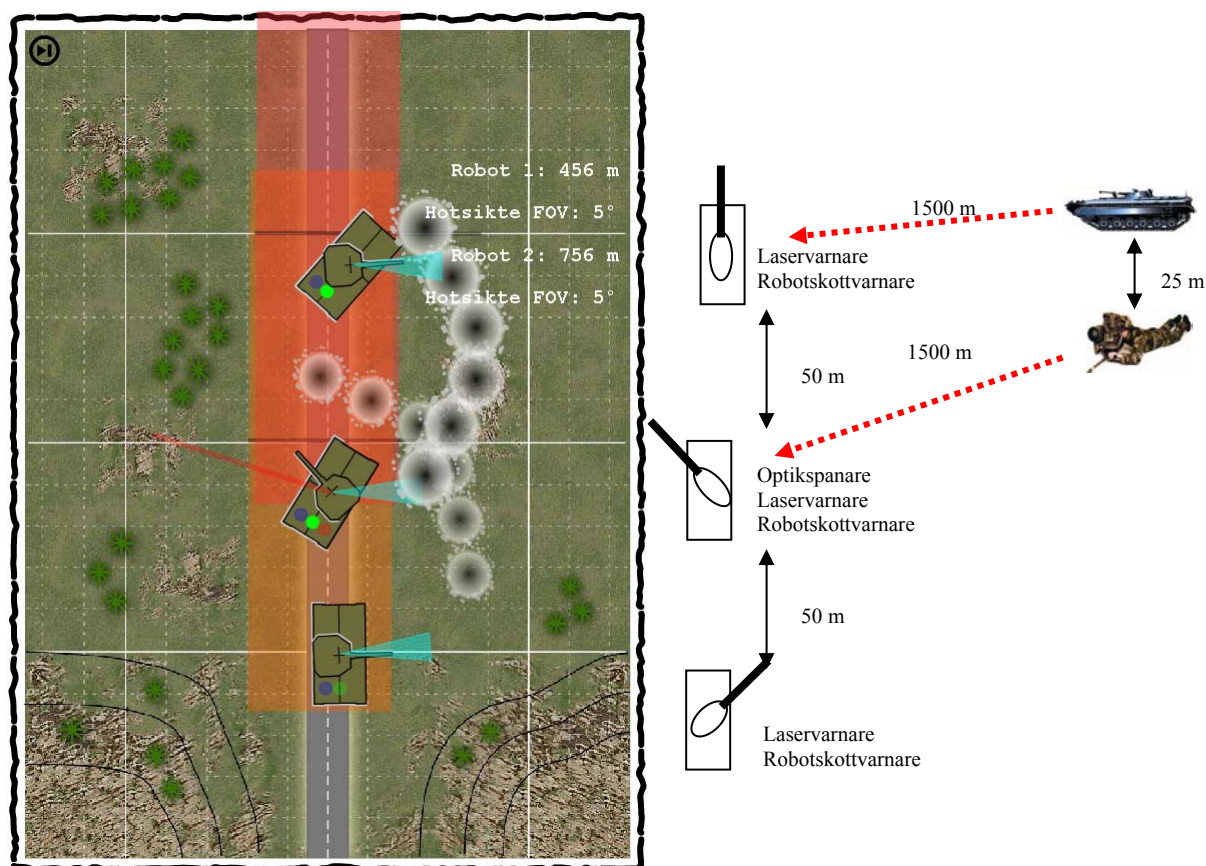 Robot 1: 456 m
Hotsikte FOV: 5°
Robot 2: 756 m
Hotsikte FOV: 5°
1500 m
Laservarnare
Robotskottvarnare
25 m
1500 m
50 m
Optikspanare
Laservarnare
Robotskottvarnare
50 m
Laservarnare
Robotskottvarnare